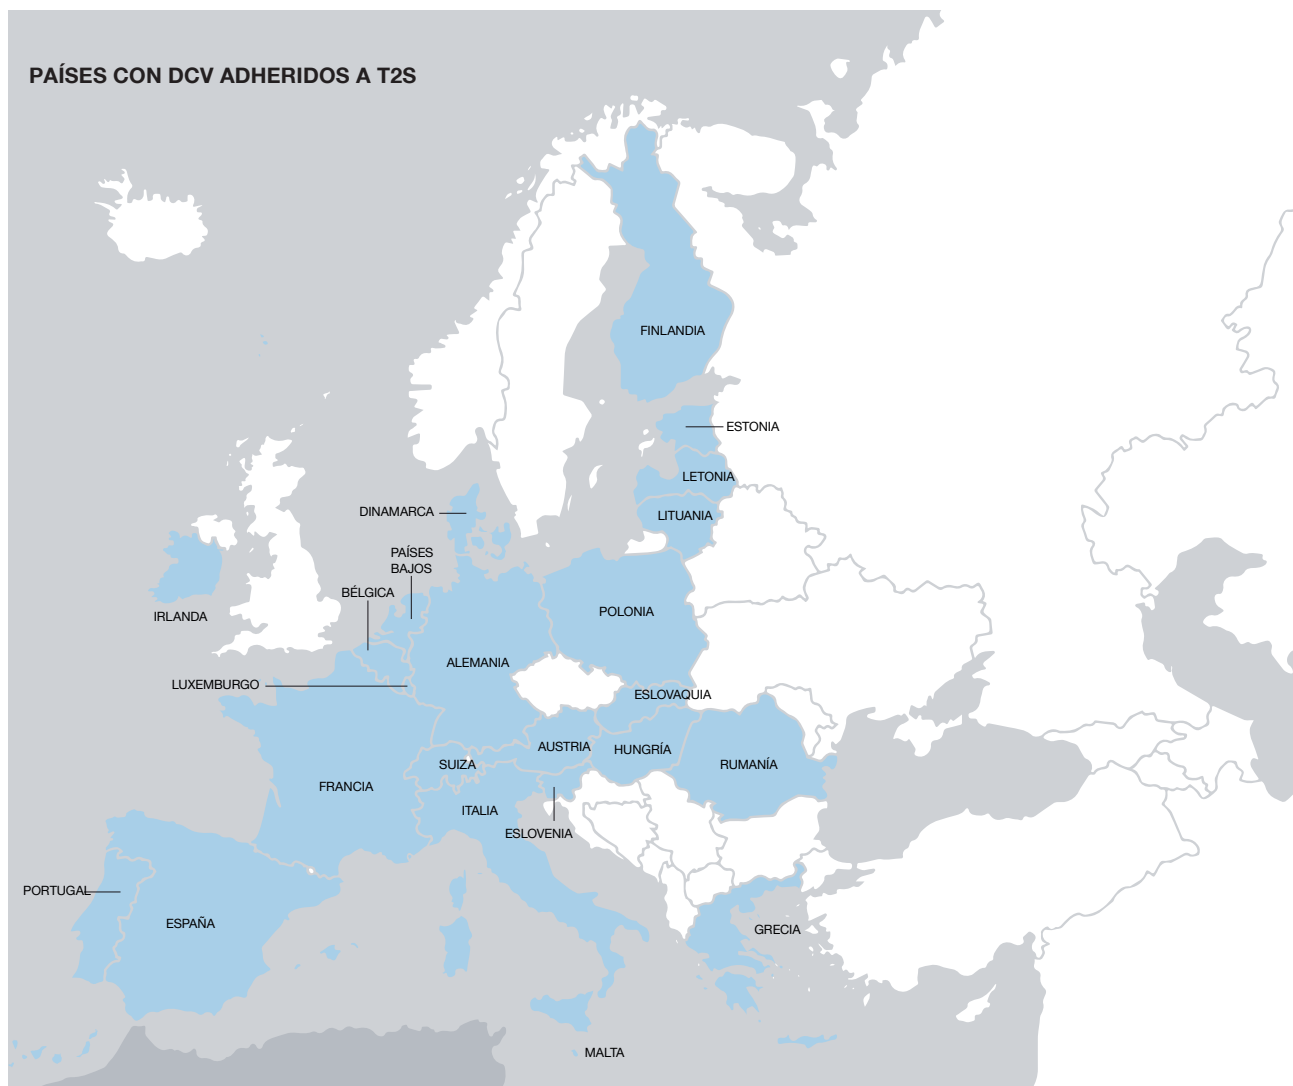 PAÍSES CON DCV ADHERIDOS A T2S
FINLANDIA
ESTONIA
LETONIA
DINAMARCA
LITUANIA
PAÍSES
BAJOS
BÉLGICA
IRLANDA
POLONIA
ALEMANIA
LUXEMBURGO
ESLOVAQUIA
AUSTRIA
HUNGRÍA
SUIZA
RUMANÍA
FRANCIA
ITALIA
ESLOVENIA
PORTUGAL
ESPAÑA
GRECIA
MALTA